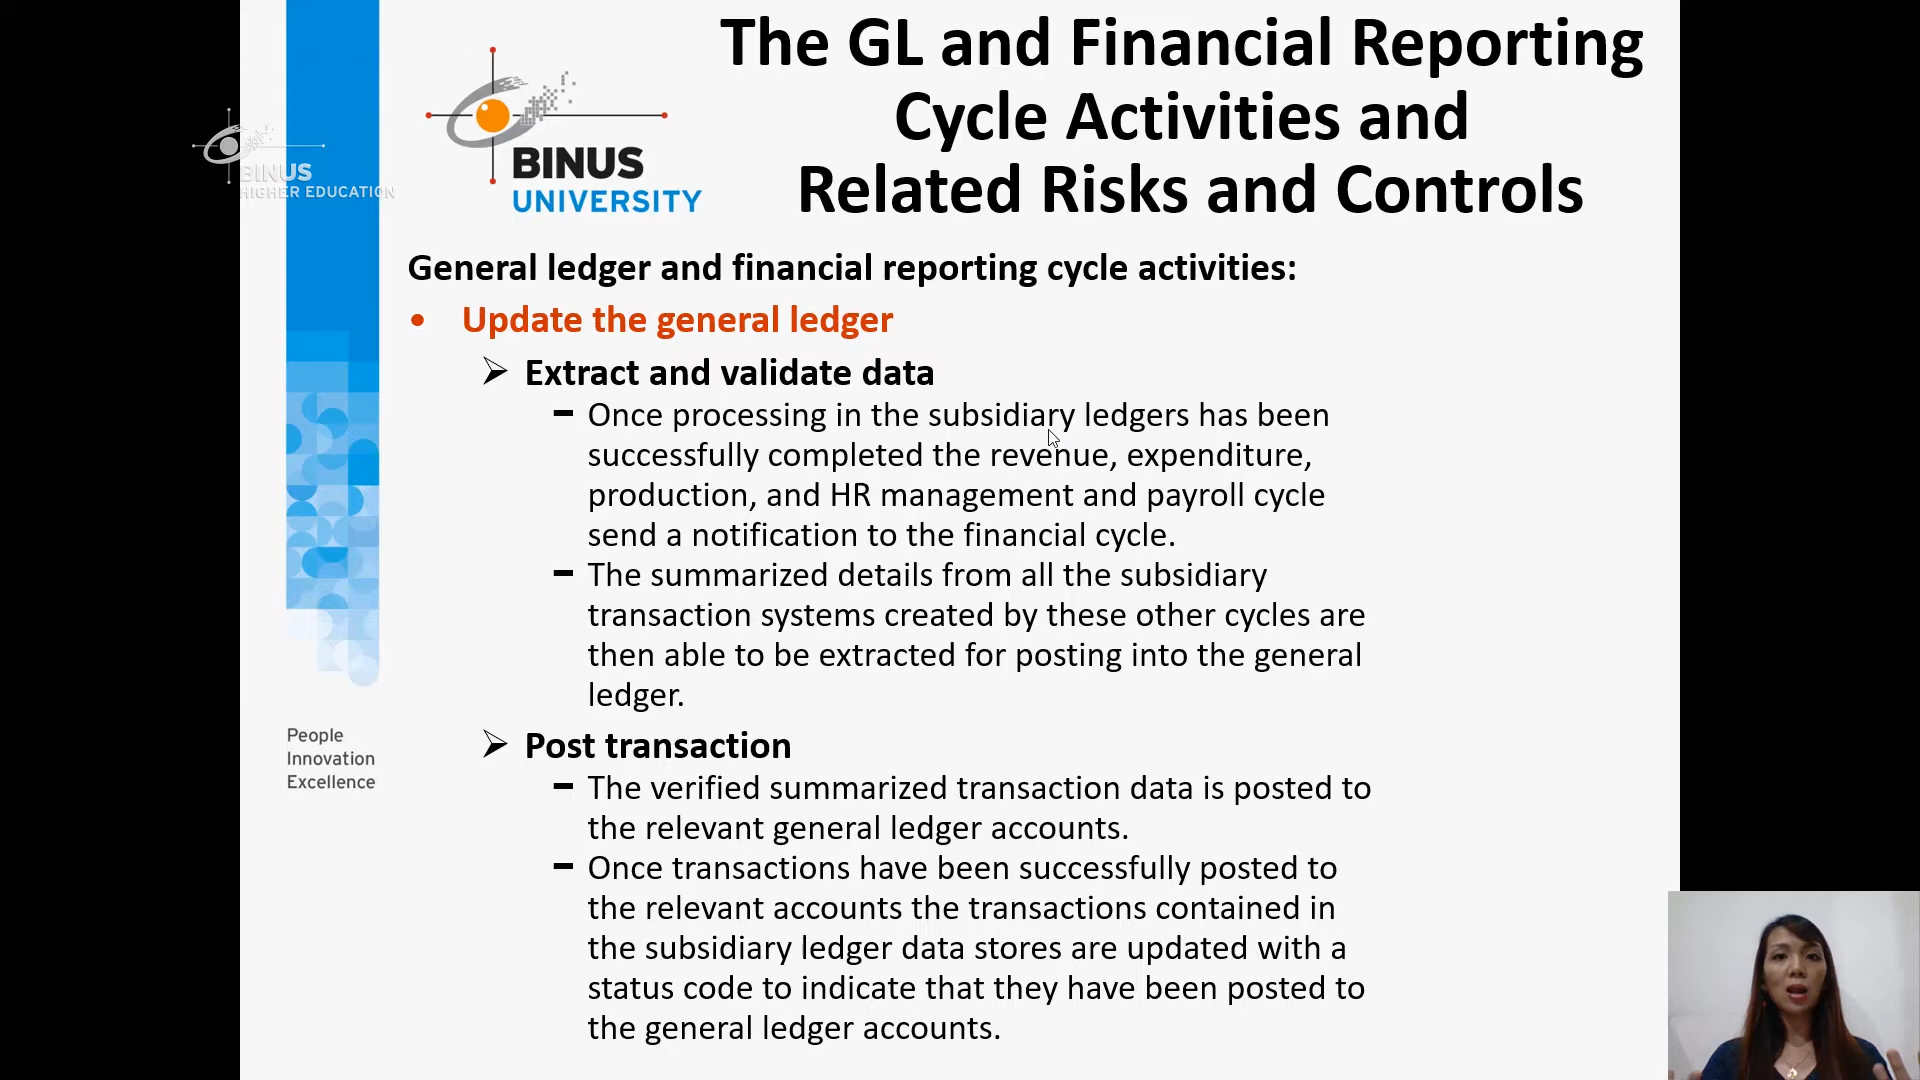 The GL and Financial Reporting
Cycle Activities and
Related Risks and Controls
BINUS
HIGHER EDUCATION
BINUS
UNIVERSITY
General ledger and financial reporting cycle activities:
• Update the general ledger
➢ Extract and validate data
– Once processing in the subsidiary ledgers has been
successfully completed the revenue, expenditure,
production, and HR management and payroll cycle
send a notification to the financial cycle.
– The summarized details from all the subsidiary
transaction systems created by these other cycles are
then able to be extracted for posting into the general
ledger.
➢ Post transaction
– The verified summarized transaction data is posted to
the relevant general ledger accounts.
– Once transactions have been successfully posted to
the relevant accounts the transactions contained in
the subsidiary ledger data stores are updated with a
status code to indicate that they have been posted to
the general ledger accounts.
People
Innovation
Excellence